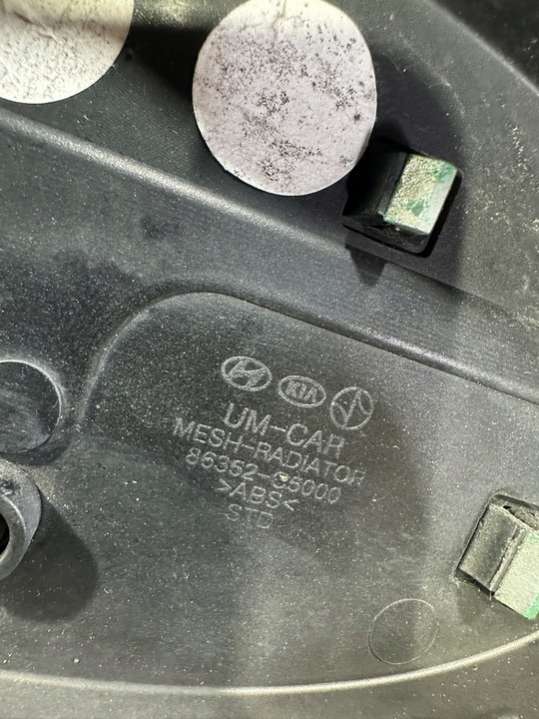 KIA
UM-CAR
MESH-RADIATOR
86352-C5000
>ABS<
STD